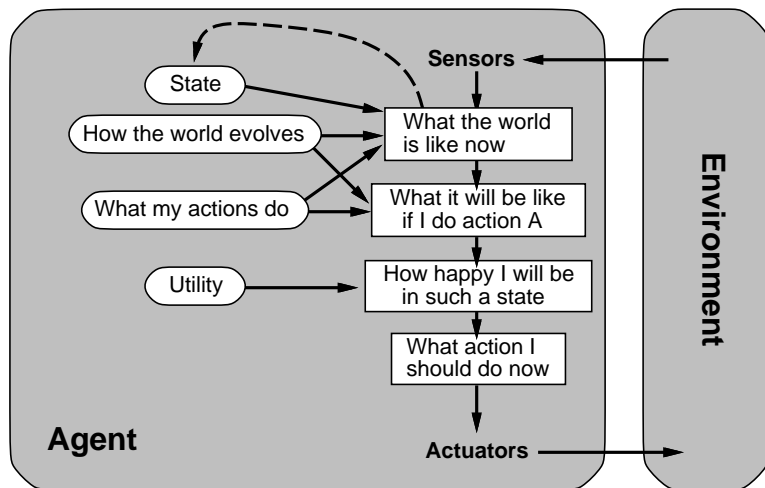 Sensors
State
How the world evolves
What the world
is like now
What my actions do
What it will be like
if I do action A
Utility
How happy I will be
in such a state
What action I
should do now
Agent
Actuators
Environment